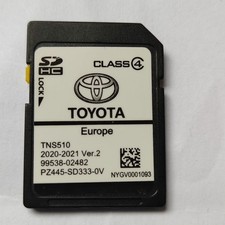 SD HC
CLASS 4
LOCK
TOYOTA
Europe
TNS510
2020-2021 Ver.2
99538-02482
PZ445-SD333-0V
NYGV0001093